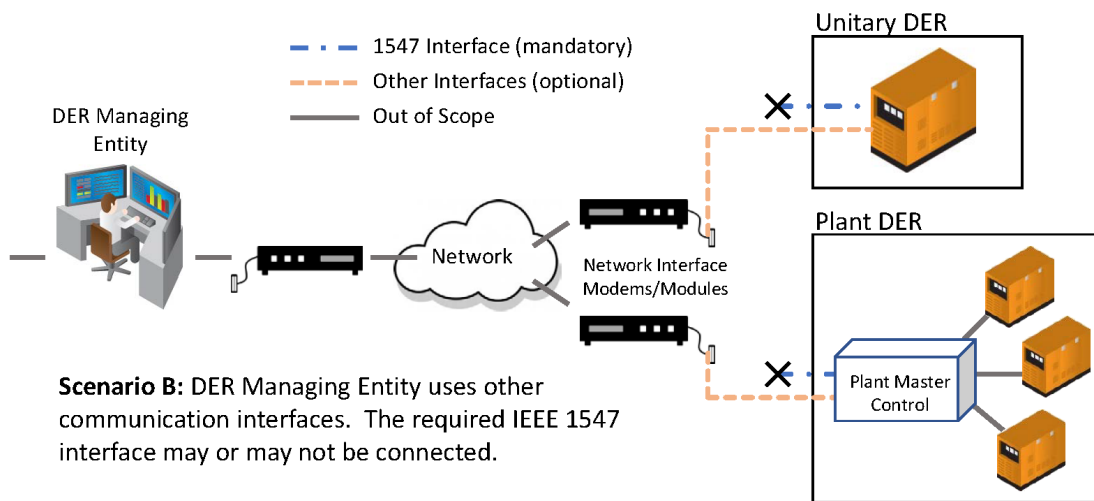 Unitary DER
1547 Interface (mandatory)
Other Interfaces (optional)
Out of Scope
DER Managing
Entity
Plant DER
Network
Network Interface
Modems/Modules
Plant Master
Control
Scenario B: DER Managing Entity uses other
communication interfaces. The required IEEE 1547
interface may or may not be connected.